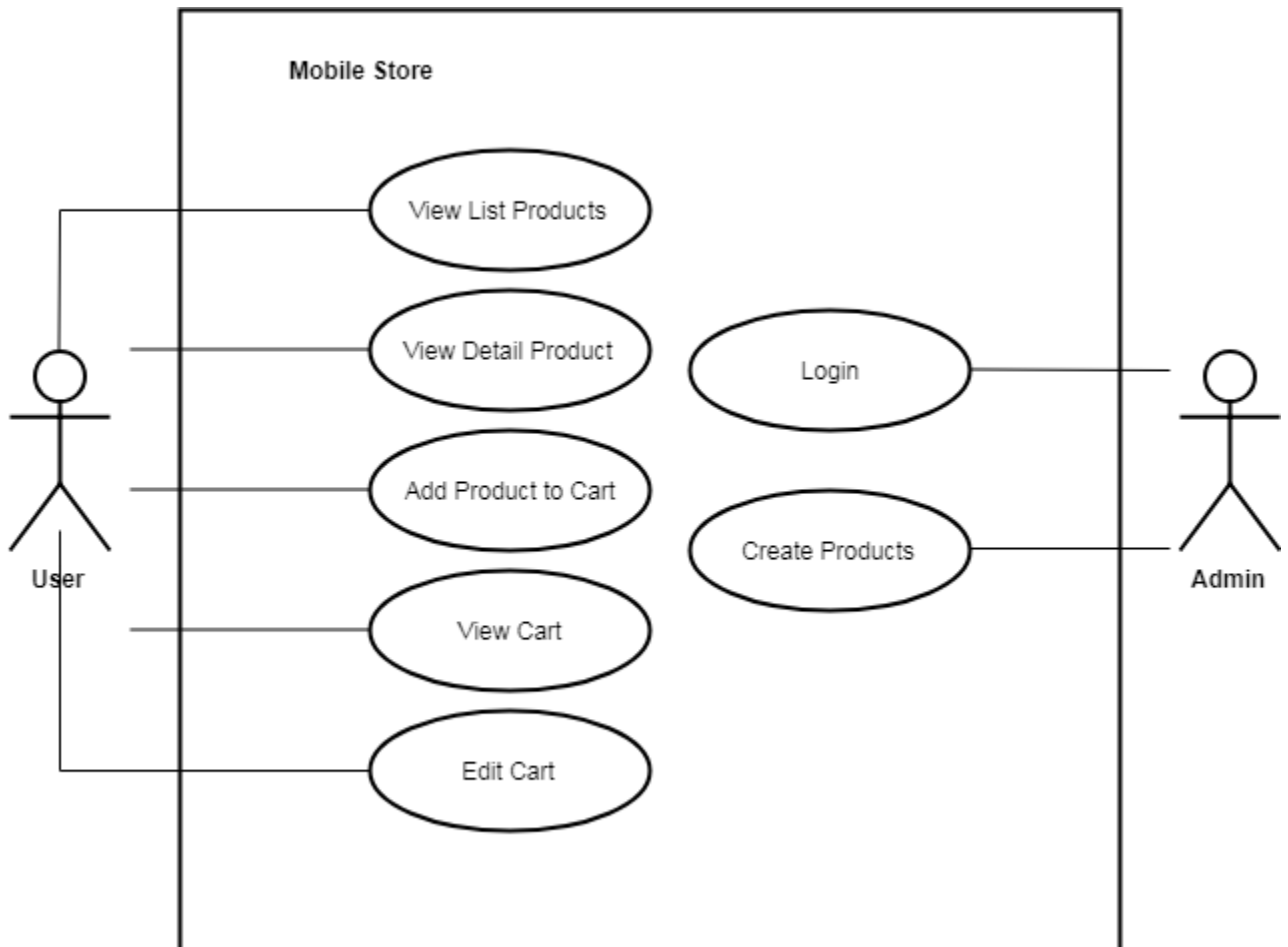 Mobile Store
View List Products
View Detail Product
Login
Add Product to Cart
Create Products
User
Admin
View Cart
Edit Cart